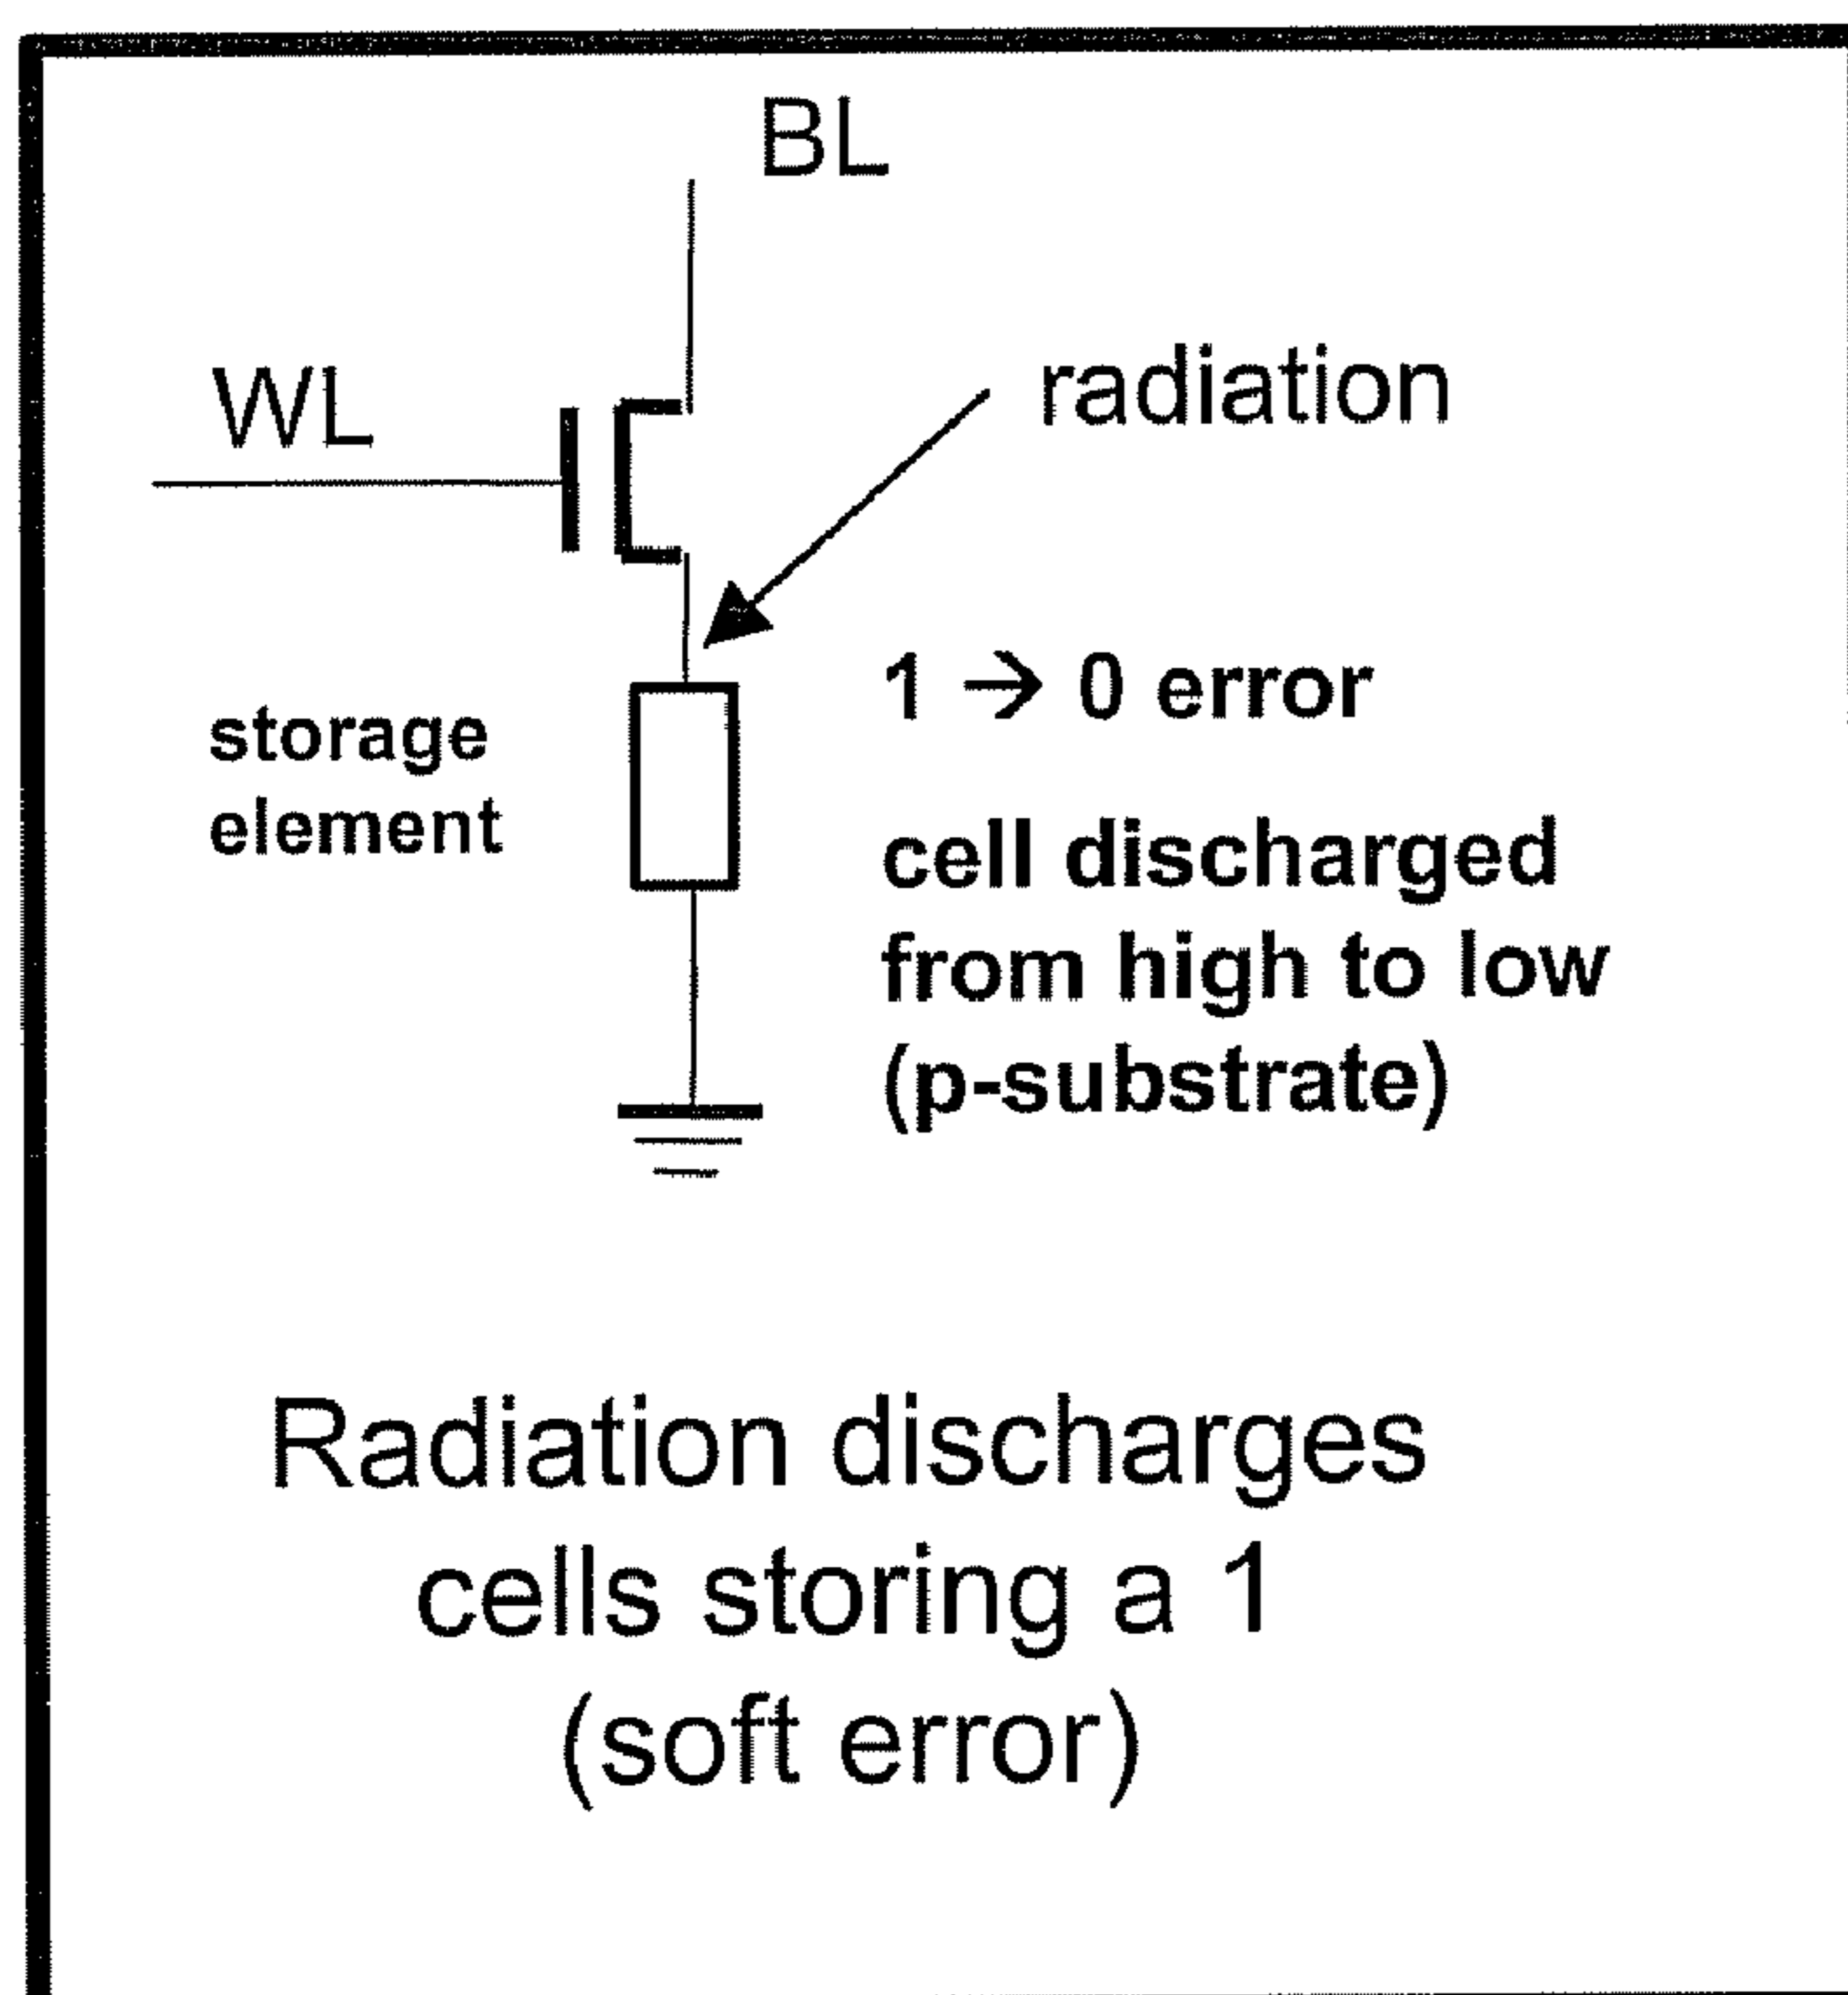 BL
WL
radiation
storage
element
1 → 0 error
cell discharged
from high to low
(p-substrate)
Radiation discharges
cells storing a 1
(soft error)